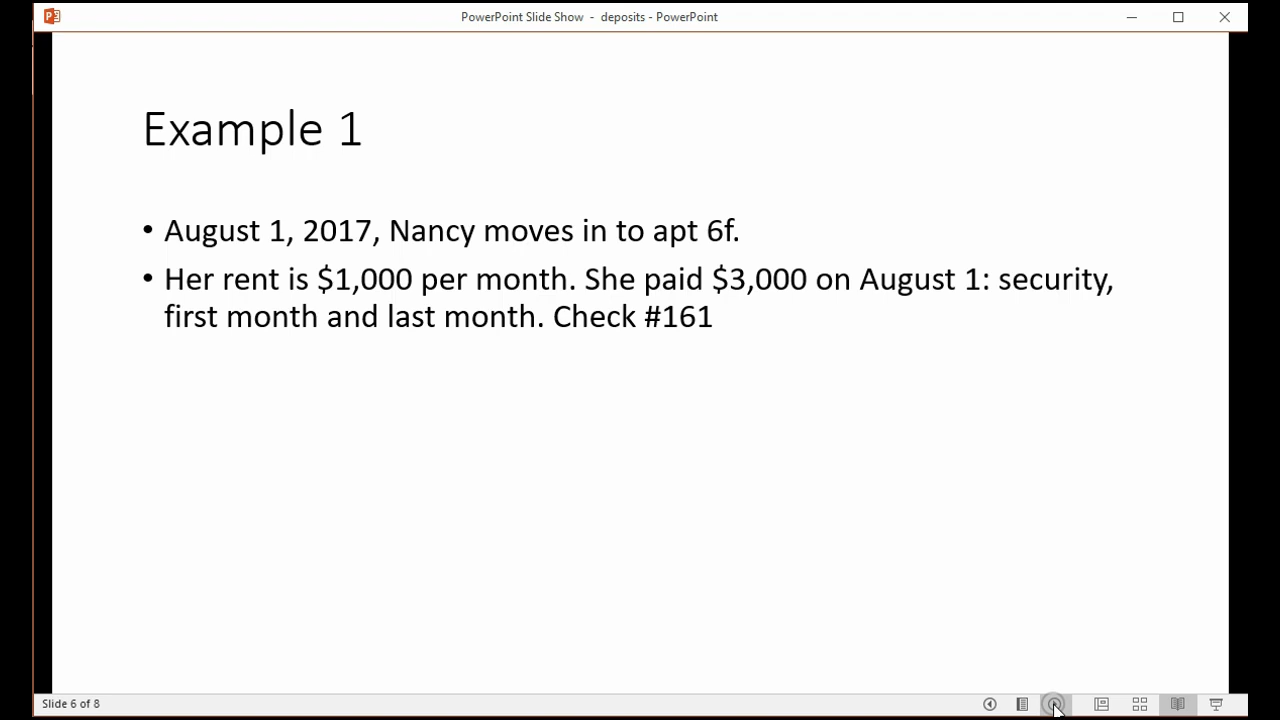 PowerPoint Slide Show - deposits - PowerPoint
Example 1
• August 1, 2017, Nancy moves in to apt 6f.
• Her rent is $1,000 per month. She paid $3,000 on August 1: security,
first month and last month. Check #161
Slide 6 of 8